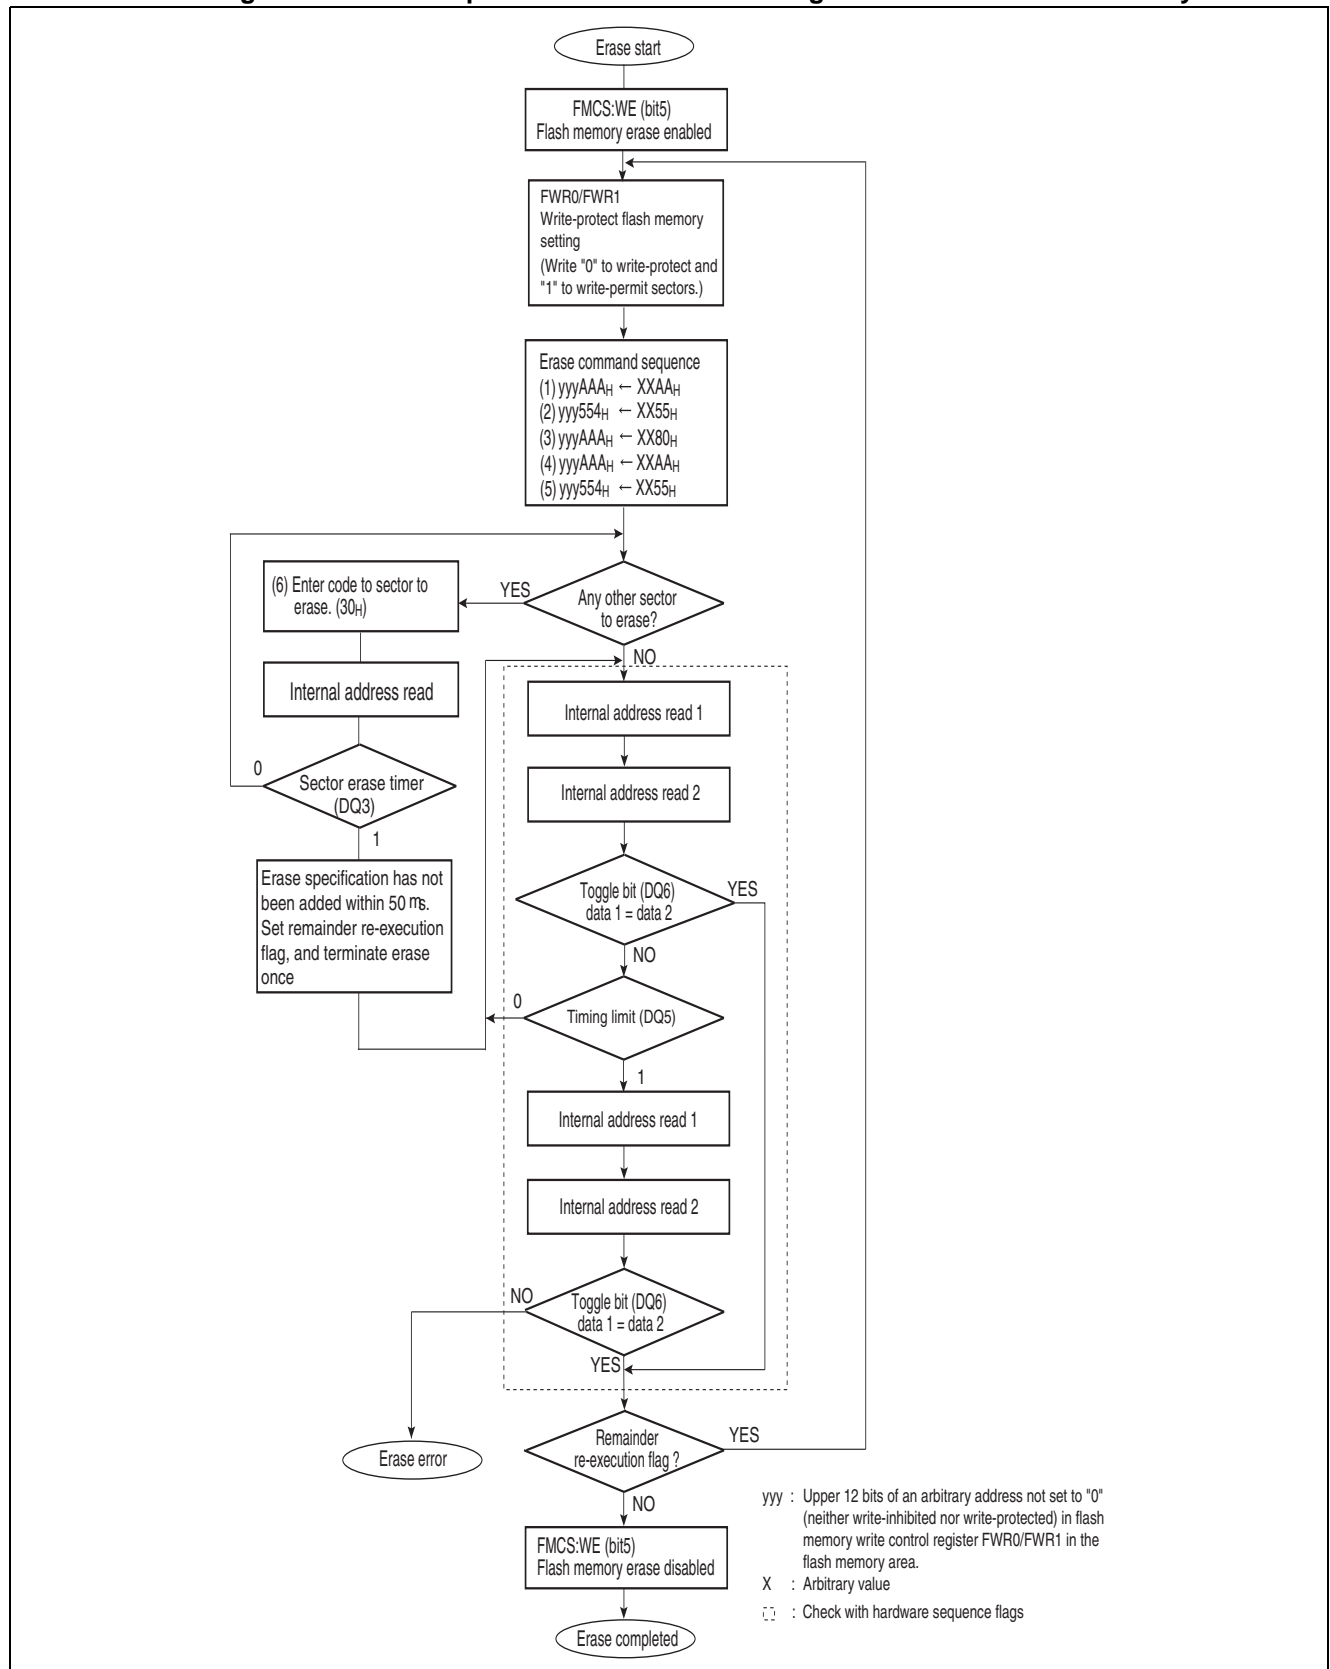 Erase start
FMCS:WE (bit5)
Flash memory erase enabled
FWR0/FWR1
Write-protect flash memory
setting
(Write "0" to write-protect and
"1" to write-permit sectors.)
Erase command sequence
(1) yyyAAAH ← XXAAH
(2) yyy554H ← XX55H
(3) yyyAAAH ← XX80H
(4) yyyAAAH ← XXAAH
(5) yyy554H ← XX55H
(6) Enter code to sector to
erase. (30H)
YES
Any other sector
to erase?
NO
Internal address read
Internal address read 1
Internal address read 2
0
Sector erase timer
(DQ3)
1
Erase specification has not
been added within 50 ms.
Set remainder re-execution
flag, and terminate erase
once
Toggle bit (DQ6)
data 1 = data 2
YES
NO
0
Timing limit (DQ5)
1
Internal address read 1
Internal address read 2
NO
Toggle bit (DQ6)
data 1 = data 2
YES
Erase error
Remainder
re-execution flag ?
YES
NO
FMCS:WE (bit5)
Flash memory erase disabled
Erase completed
yyy : Upper 12 bits of an arbitrary address not set to "0"
(neither write-inhibited nor write-protected) in flash
memory write control register FWR0/FWR1 in the
flash memory area.
X : Arbitrary value
: Check with hardware sequence flags